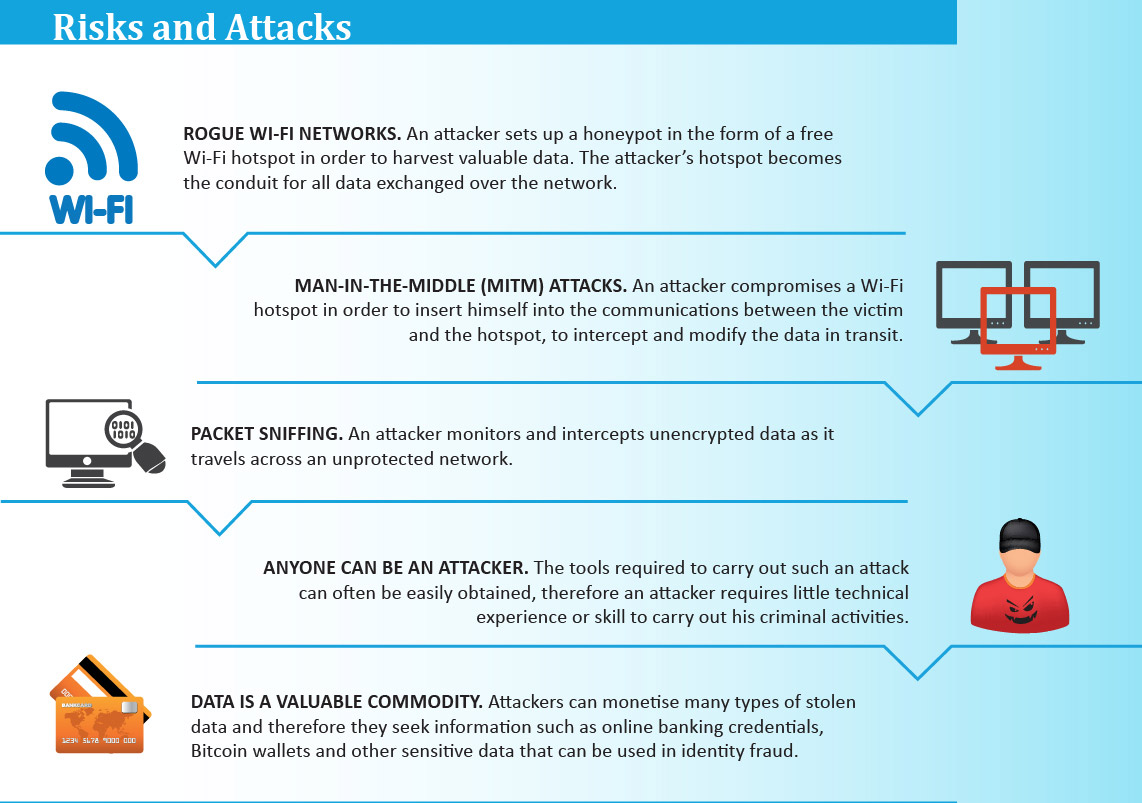 Risks and Attacks
WI-FI
ROGUE WI-FI NETWORKS. An attacker sets up a honeypot in the form of a free
Wi-Fi hotspot in order to harvest valuable data. The attacker’s hotspot becomes
the conduit for all data exchanged over the network.
MAN-IN-THE-MIDDLE (MITM) ATTACKS. An attacker compromises a Wi-Fi
hotspot in order to insert himself into the communications between the victim
and the hotspot, to intercept and modify the data in transit.
0101
1010
PACKET SNIFFING. An attacker monitors and intercepts unencrypted data as it
travels across an unprotected network.
ANYONE CAN BE AN ATTACKER. The tools required to carry out such an attack
can often be easily obtained, therefore an attacker requires little technical
experience or skill to carry out his criminal activities.
BANKCARD
1234 5678 9000 000
DATA IS A VALUABLE COMMODITY. Attackers can monetise many types of stolen
data and therefore they seek information such as online banking credentials,
Bitcoin wallets and other sensitive data that can be used in identity fraud.